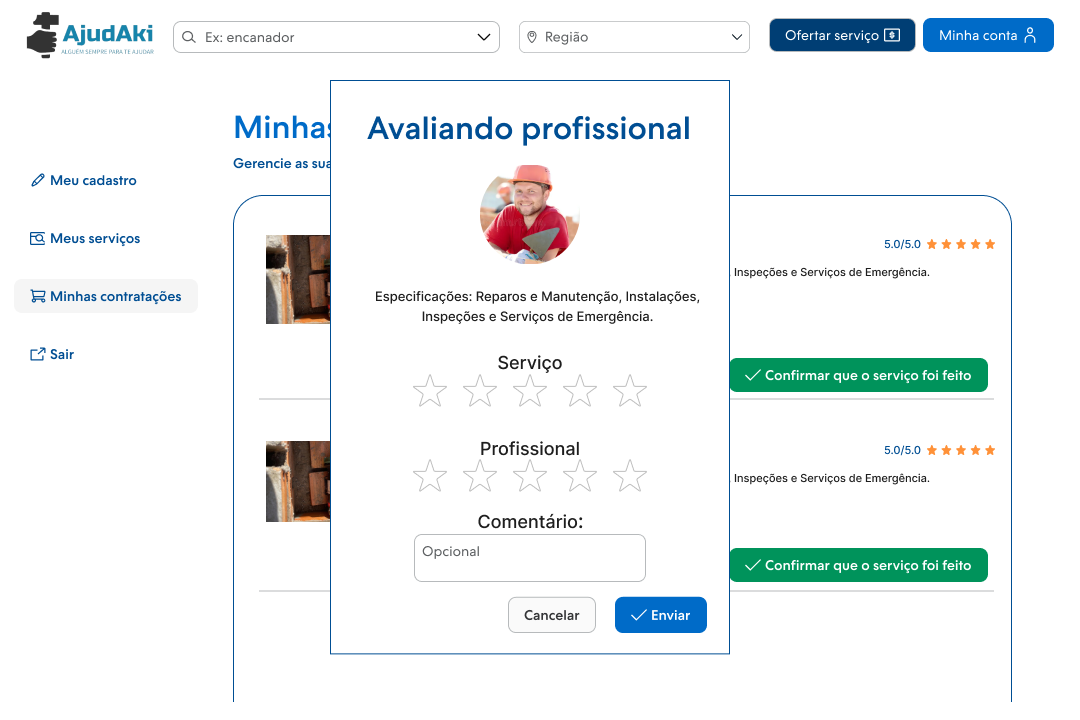 AjudAki
ALGUÉM SEMPRE PARA TE AJUDAR
Ex: encanador
Região
Ofertar serviço
Minha conta
Meu cadastro
Meus serviços
Minhas contratações
Sair
Minhas
Gerencie as sua
Avaliando profissional
Especificações: Reparos e Manutenção, Instalações,
Inspeções e Serviços de Emergência.
Serviço
Profissional
Comentário:
Opcional
Cancelar
Enviar
5.0/5.0
Inspeções e Serviços de Emergência.
Confirmar que o serviço foi feito
5.0/5.0
Inspeções e Serviços de Emergência.
Confirmar que o serviço foi feito